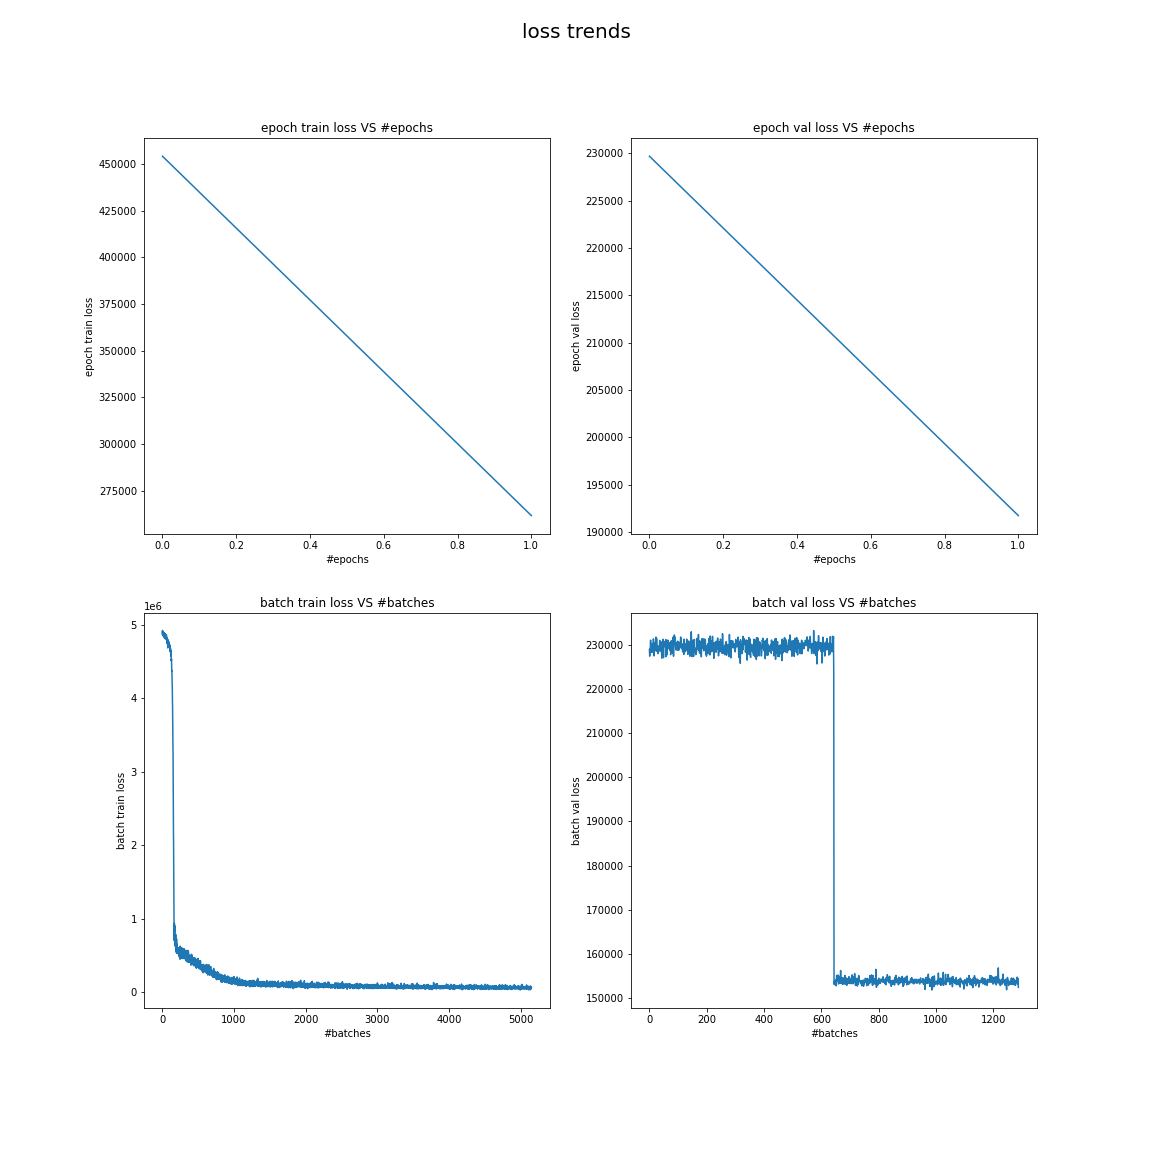 loss trends
epoch train loss VS #epochs
450000
425000
400000
375000
350000
325000
300000
275000
epoch train loss
0.0 0.2 0.4 0.6 0.8 1.0
#epochs
epoch val loss VS #epochs
230000
225000
220000
215000
210000
205000
200000
195000
190000
epoch val loss
0.0 0.2 0.4 0.6 0.8 1.0
#epochs
batch train loss VS #batches
1e6
5
4
3
2
1
0
batch train loss
0 1000 2000 3000 4000 5000
#batches
batch val loss VS #batches
230000
220000
210000
200000
190000
180000
170000
160000
150000
batch val loss
0 200 400 600 800 1000 1200
#batches